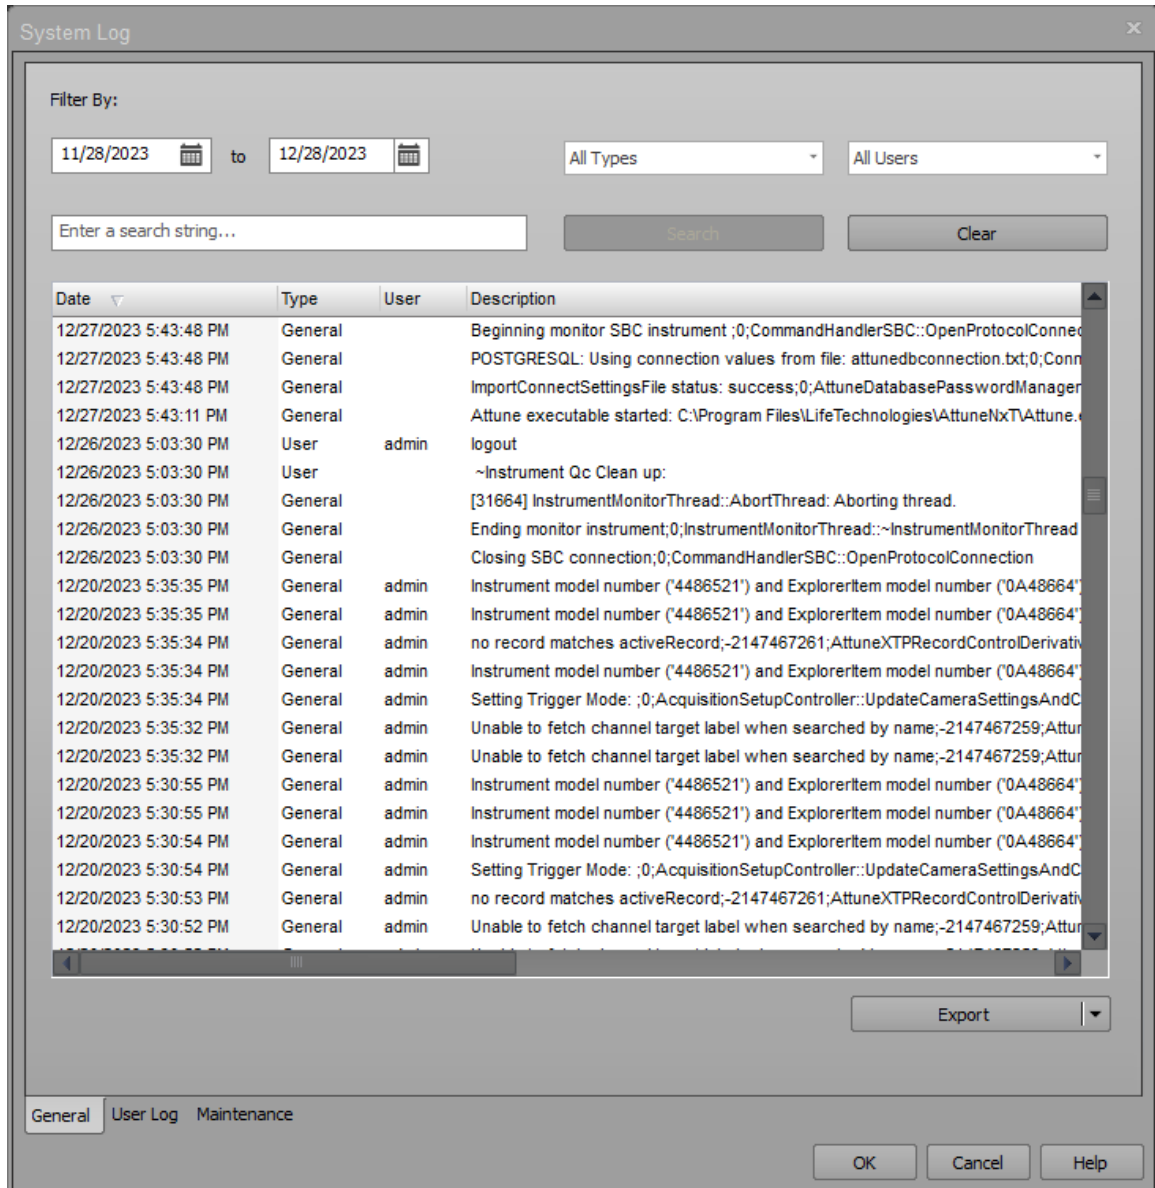 System Log
Filter By:
11/28/2023 to 12/28/2023 All Types All Users
Enter a search string... Search Clear
Date Type User Description
12/27/2023 5:43:48 PM General Beginning monitor SBC instrument ;0;CommandHandlerSBC::OpenProtocolConnec
12/27/2023 5:43:48 PM General POSTGRESQL: Using connection values from file: attunedbconnection.txt;0;Conn
12/27/2023 5:43:48 PM General ImportConnectSettingsFile status: success;0;AttuneDatabasePasswordManager
12/27/2023 5:43:11 PM General Attune executable started: C:\Program Files\LifeTechnologies\AttuneNxT\Attune.e
12/26/2023 5:03:30 PM User admin logout
12/26/2023 5:03:30 PM User ~Instrument Qc Clean up:
12/26/2023 5:03:30 PM General [31664] InstrumentMonitorThread::AbortThread: Aborting thread.
12/26/2023 5:03:30 PM General Ending monitor instrument;0;InstrumentMonitorThread::~InstrumentMonitorThread
12/26/2023 5:03:30 PM General Closing SBC connection;0;CommandHandlerSBC::OpenProtocolConnection
12/20/2023 5:35:35 PM General admin Instrument model number ('4486521') and ExplorerItem model number ('0A48664')
12/20/2023 5:35:35 PM General admin Instrument model number ('4486521') and ExplorerItem model number ('0A48664')
12/20/2023 5:35:34 PM General admin no record matches activeRecord;-2147467261;AttuneXTPRecordControlDerivativ
12/20/2023 5:35:34 PM General admin Instrument model number ('4486521') and ExplorerItem model number ('0A48664')
12/20/2023 5:35:34 PM General admin Setting Trigger Mode: ;0;AcquisitionSetupController::UpdateCameraSettingsAndC
12/20/2023 5:35:32 PM General admin Unable to fetch channel target label when searched by name;-2147467259;Attun
12/20/2023 5:35:32 PM General admin Unable to fetch channel target label when searched by name;-2147467259;Attun
12/20/2023 5:30:55 PM General admin Instrument model number ('4486521') and ExplorerItem model number ('0A48664')
12/20/2023 5:30:55 PM General admin Instrument model number ('4486521') and ExplorerItem model number ('0A48664')
12/20/2023 5:30:54 PM General admin Instrument model number ('4486521') and ExplorerItem model number ('0A48664')
12/20/2023 5:30:54 PM General admin Setting Trigger Mode: ;0;AcquisitionSetupController::UpdateCameraSettingsAndC
12/20/2023 5:30:53 PM General admin no record matches activeRecord;-2147467261;AttuneXTPRecordControlDerivativ
12/20/2023 5:30:52 PM General admin Unable to fetch channel target label when searched by name;-2147467259;Attun
Export
General User Log Maintenance
OK Cancel Help